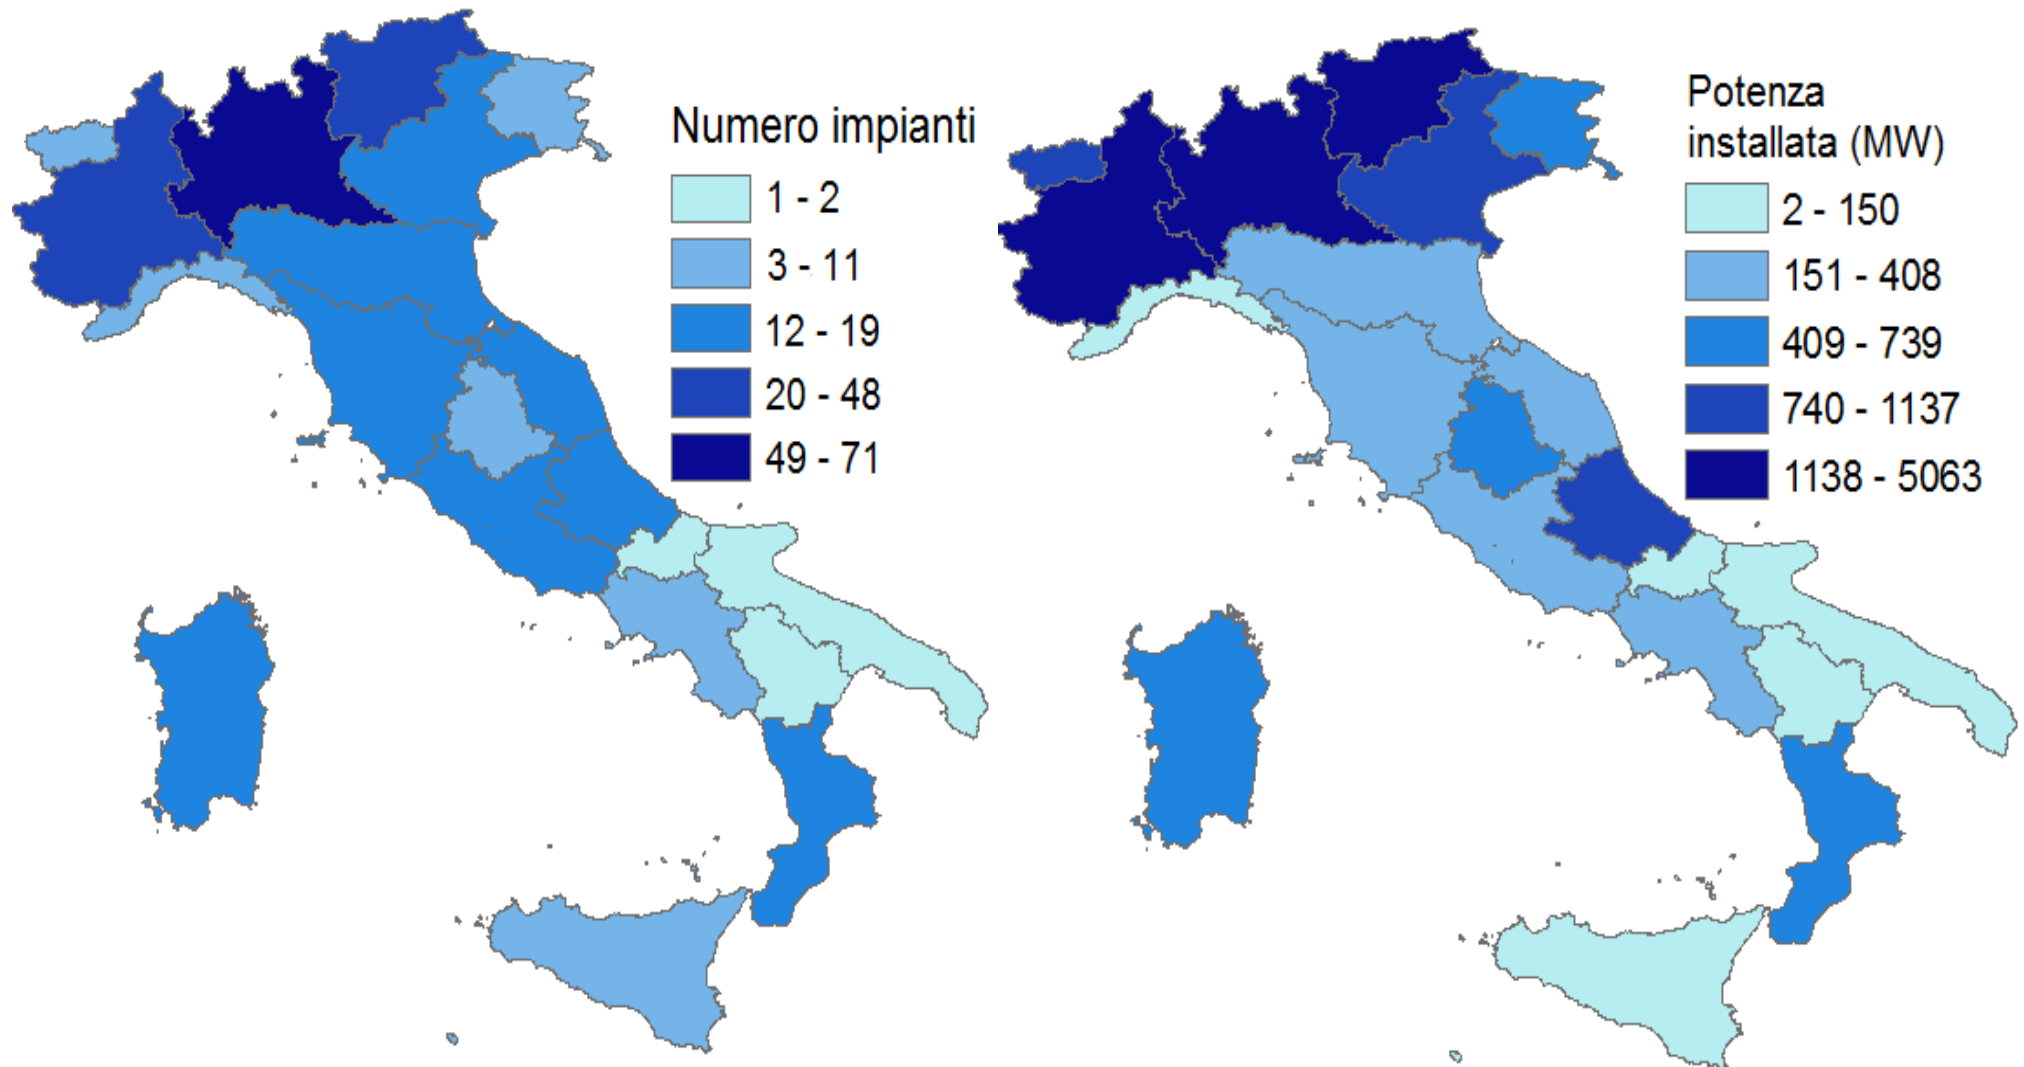 Numero impianti
1 - 2
3 - 11
12 - 19
20 - 48
49 - 71
Potenza
installata (MW)
2 - 150
151 - 408
409 - 739
740 - 1137
1138 - 5063